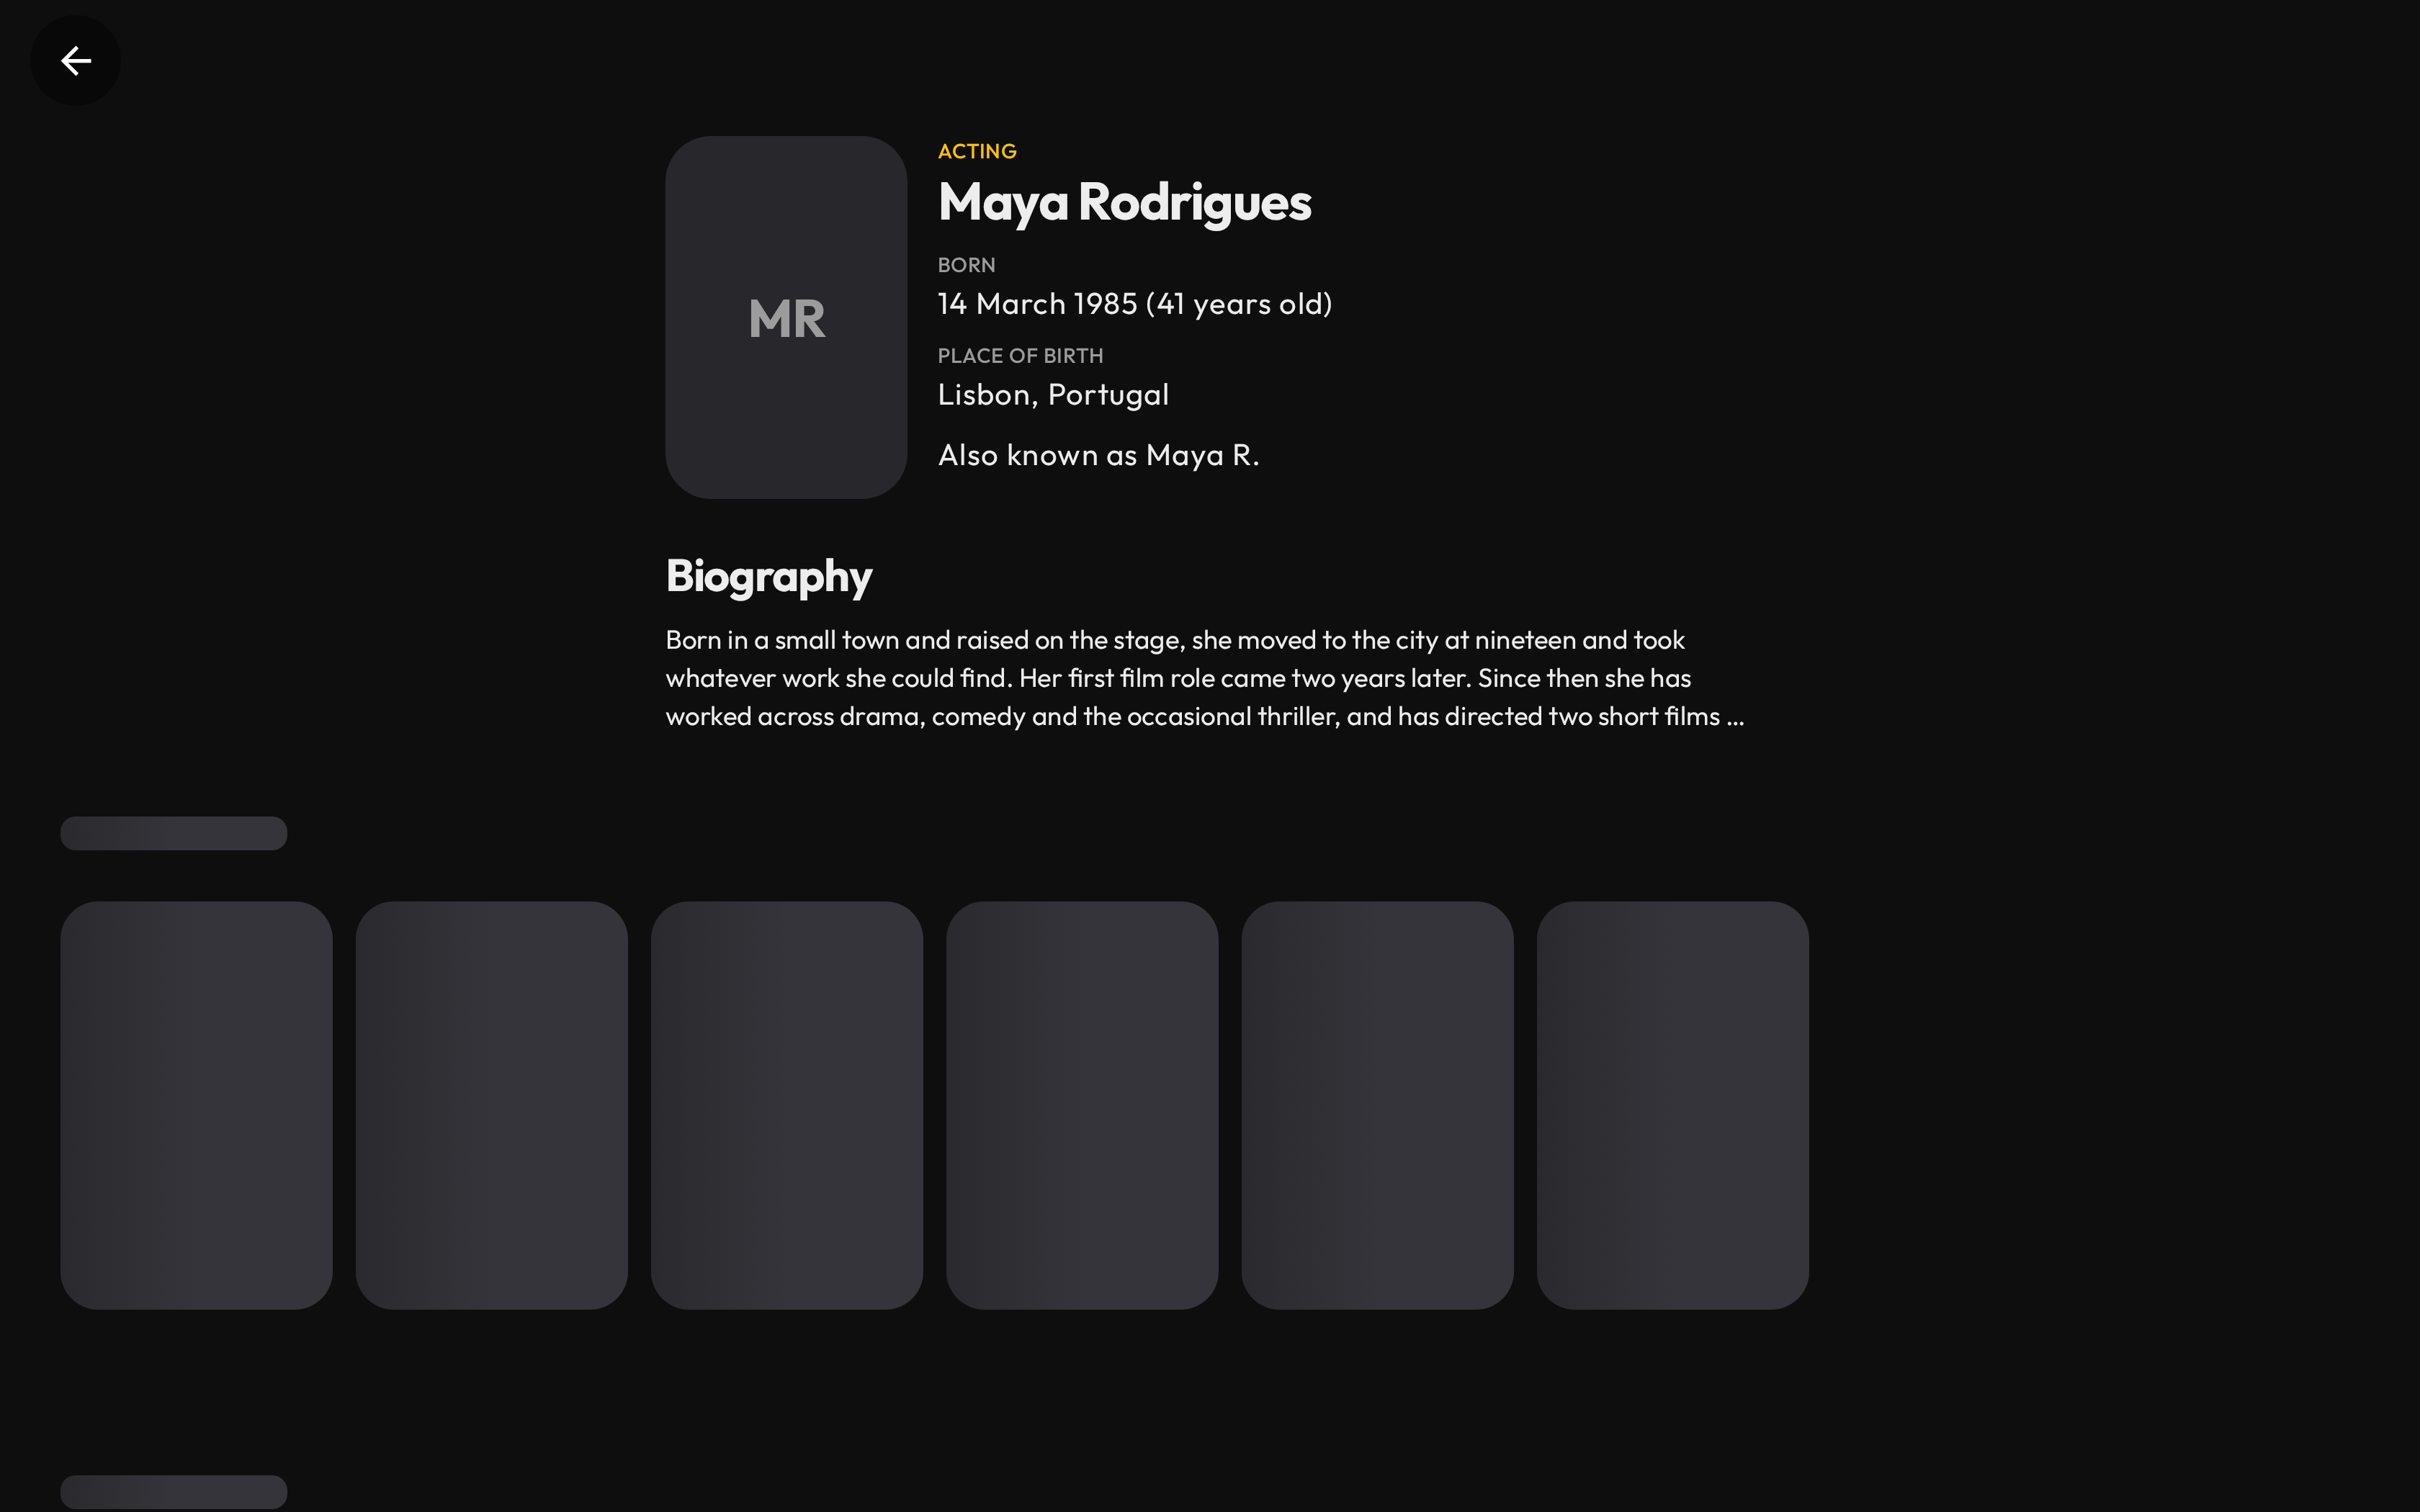 ACTING
Maya Rodrigues
MR
BORN
14 March 1985 (41 years old)
PLACE OF BIRTH
Lisbon, Portugal
Also known as Maya R.
Biography
Born in a small town and raised on the stage, she moved to the city at nineteen and took
whatever work she could find. Her first film role came two years later. Since then she has
worked across drama, comedy and the occasional thriller, and has directed two short films ...